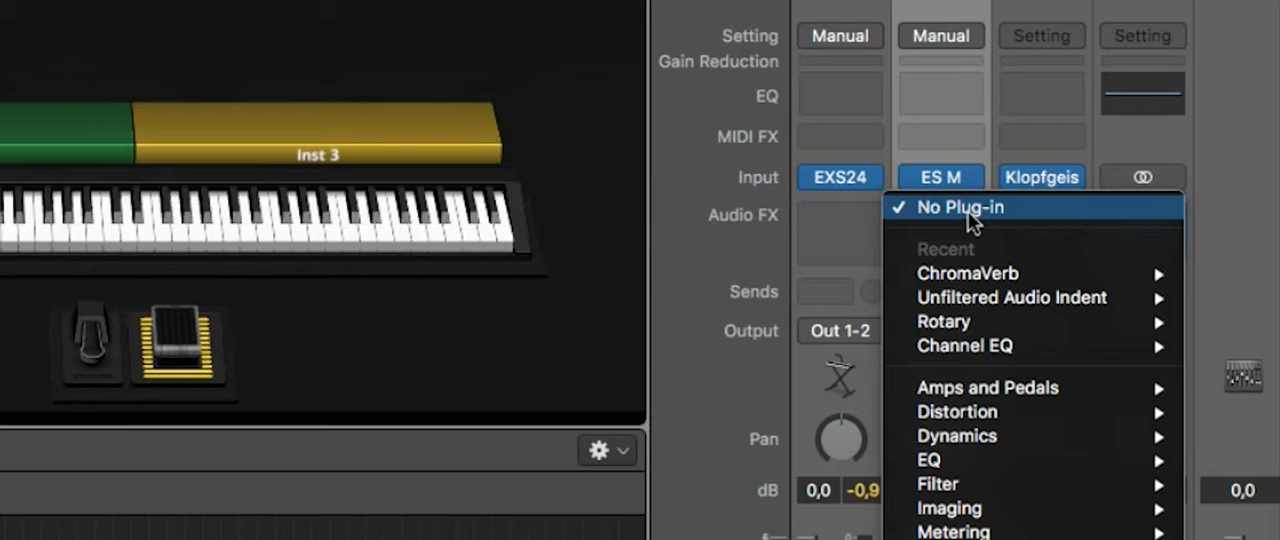 Setting Manual Manual Setting Setting
Gain Reduction
EQ
MIDI FX
Input EXS24 ES M Klopfgeis
Audio FX
✓ No Plug-in
Recent
ChromaVerb
Unfiltered Audio Indent
Rotary
Channel EQ
Amps and Pedals
Distortion
Dynamics
EQ
Filter
Imaging
Metering
Sends
Output Out 1-2
Pan
dB 0,0 -0,9 0,0
Inst 3